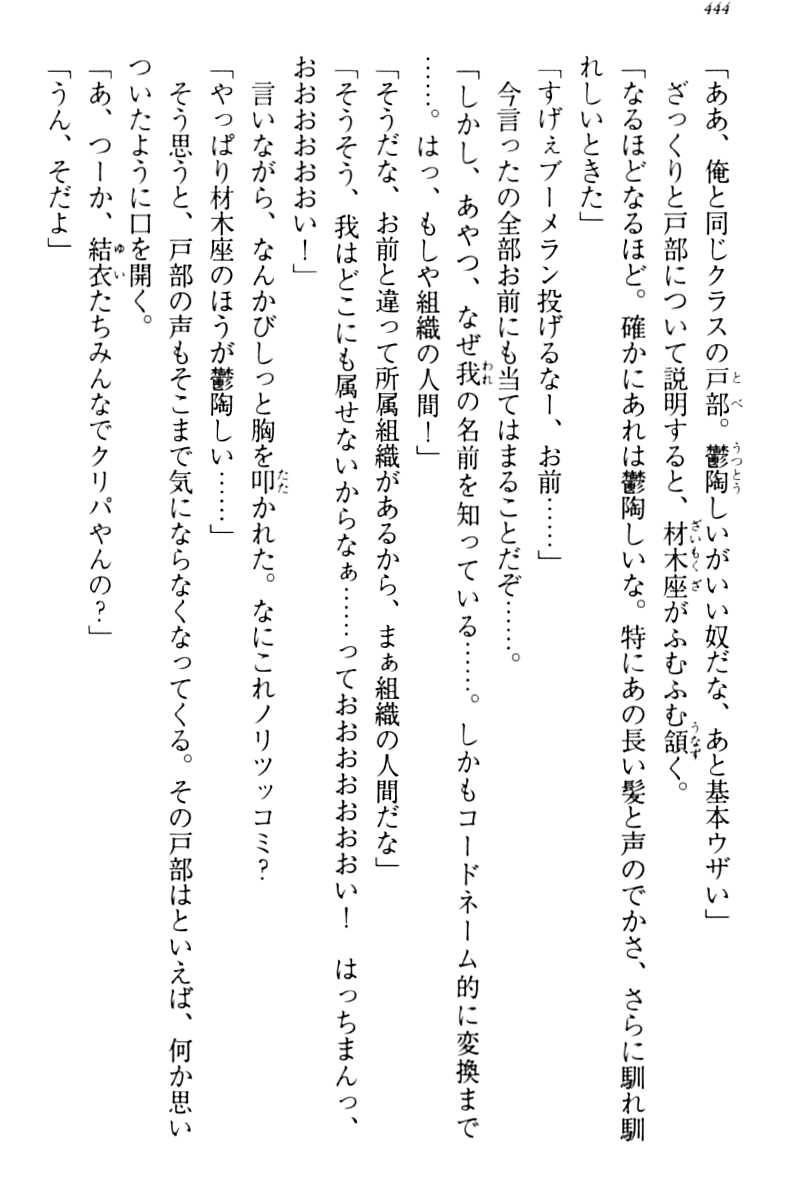 444
「ああ、俺と同じクラスの戸部。鬱陶しいがいい奴だな、あと基本ウザい」
ざっくりと戸部について説明すると、材木座がふむふむ頷く。
「なるほどなるほど。確かにあれは鬱陶しいな。特にあの長い髪と声のでかさ、さらに馴れ馴
れしいときた」
「すげぇブーメラン投げるなー、お前……」
今言ったの全部お前にも当てはまることだぞ……。
「しかし、あやつ、なぜ我の名前を知っている……。しかもコードネーム的に変換まで
……。はっ、もしや組織の人間！」
「そうだな、お前と違って所属組織があるから、まぁ組織の人間だな」
「そうそう、我はどこにも属せないからなぁ……っておおおおおおおい！　はっちまんっ、
おおおおおおい！」
言いながら、なんかびしっと胸を叩かれた。なにこれノリツッコミ？
「やっぱり材木座のほうが鬱陶しい……」
そう思うと、戸部の声もそこまで気にならなくなってくる。その戸部はといえば、何か思い
ついたように口を開く。
「あ、つーか、結衣たちみんなでクリパやんの？」
「うん、そだよ」